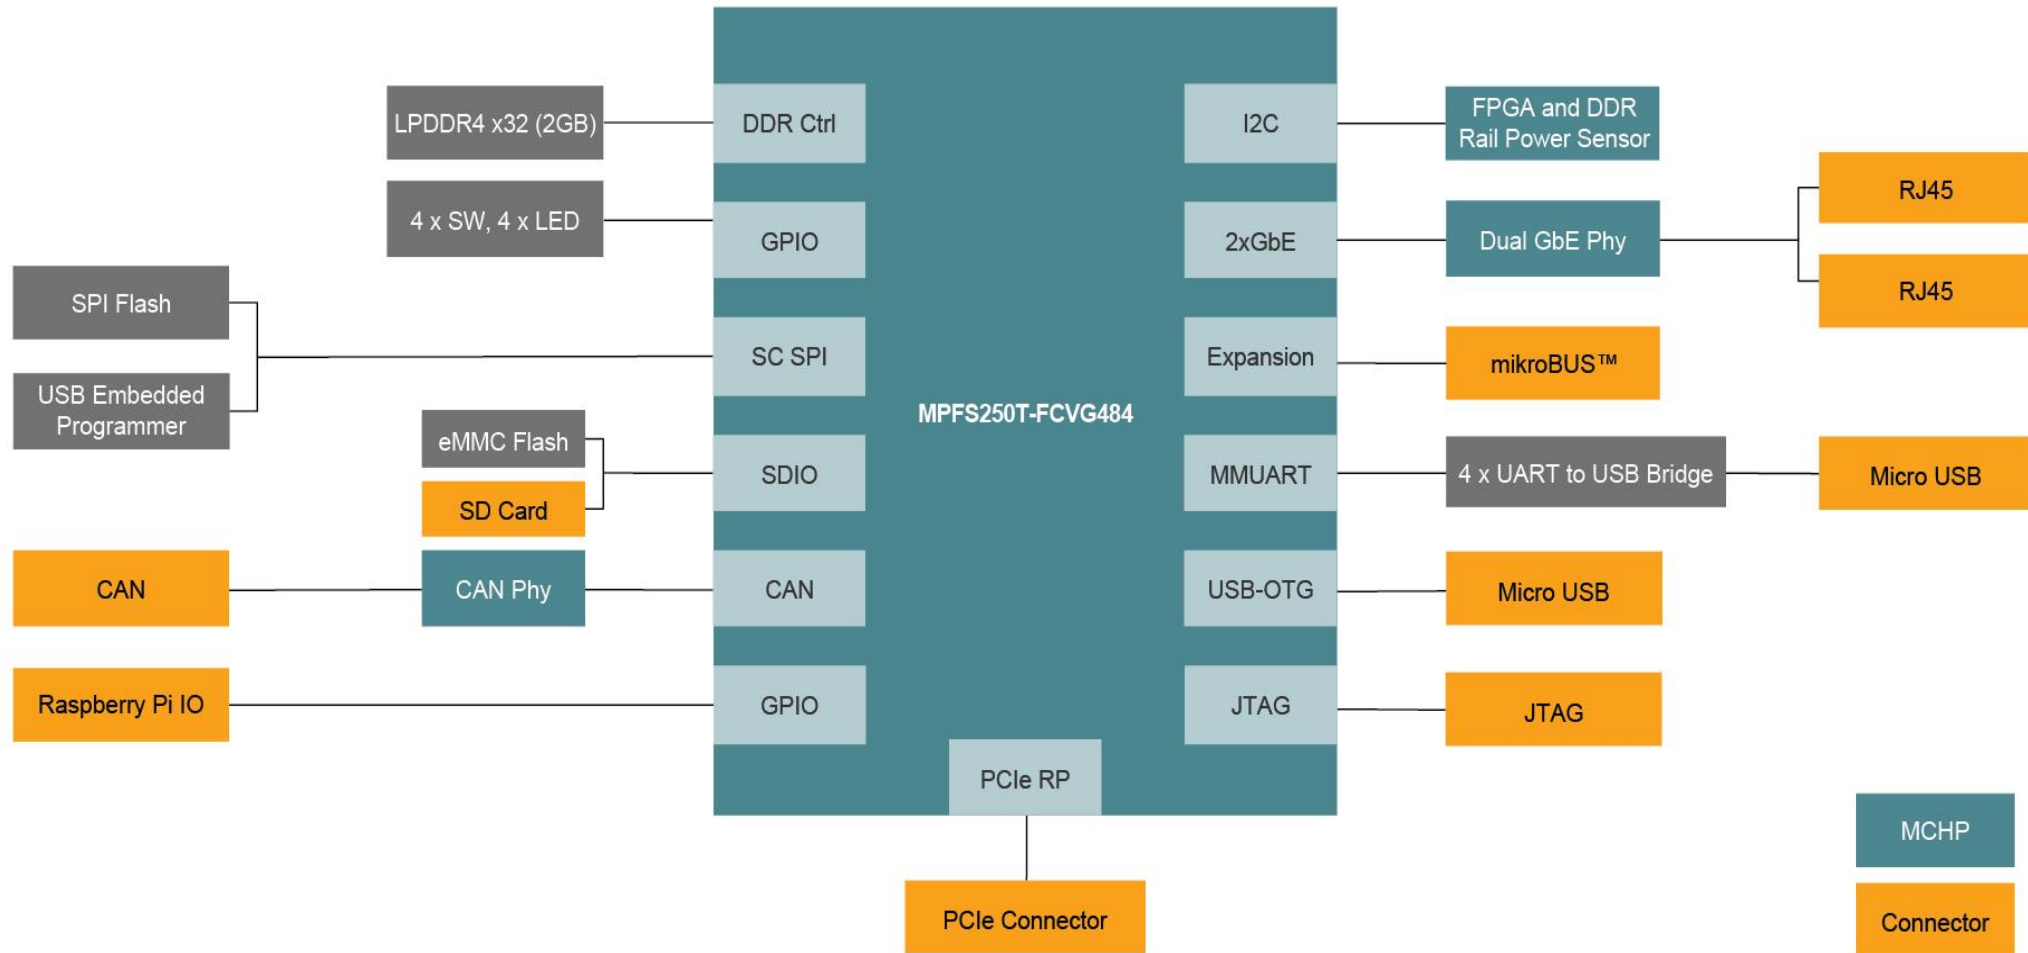 LPDDR4 x32 (2GB)
DDR Ctrl
4 x SW, 4 x LED
GPIO
SPI Flash
USB Embedded
Programmer
SC SPI
eMMC Flash
SD Card
SDIO
CAN
CAN Phy
CAN
Raspberry Pi IO
GPIO
MPFS250T-FCVG484
I2C
FPGA and DDR
Rail Power Sensor
2xGbE
Dual GbE Phy
RJ45
RJ45
Expansion
mikroBUS™
MMUART
4 x UART to USB Bridge
Micro USB
USB-OTG
Micro USB
JTAG
JTAG
PCIe RP
PCIe Connector
MCHP
Connector